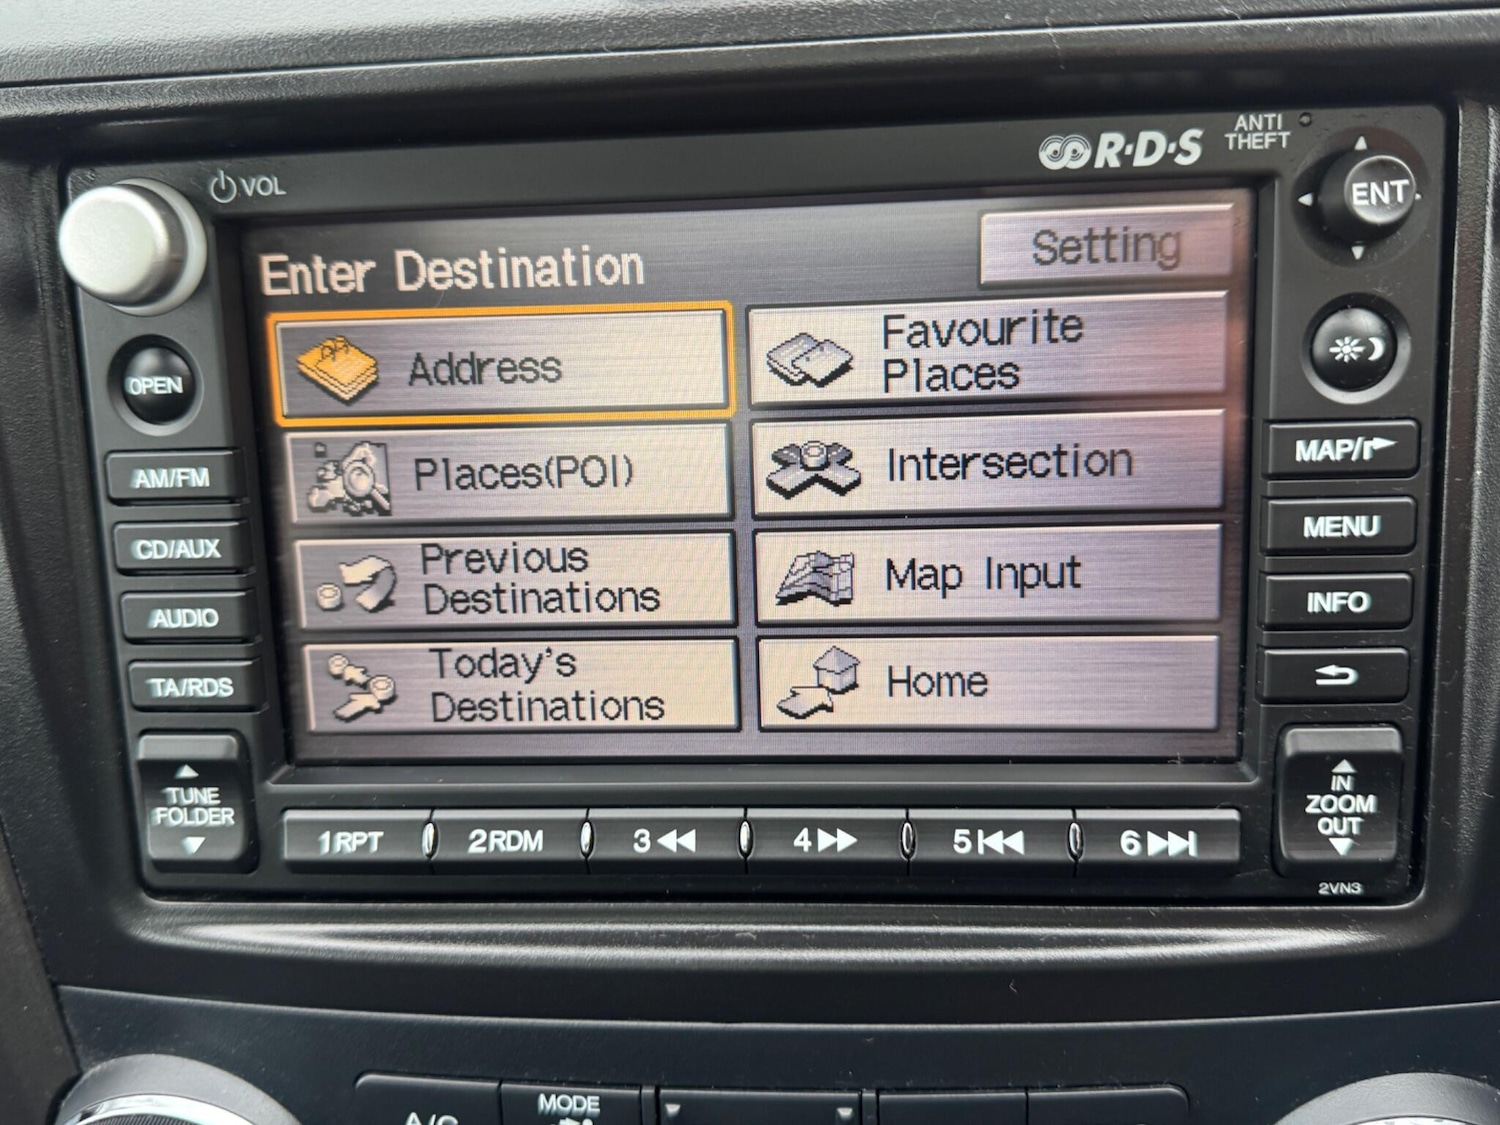 R·D·S
ANTI
THEFT
VOL
ENT
Enter Destination
Setting
OPEN
Address
Favourite
Places
AM/FM
Places(POI)
Intersection
MAP/
MENU
CD/AUX
Previous
Destinations
Map Input
AUDIO
INFO
TA/RDS
Today's
Destinations
Home
TUNE
FOLDER
IN
ZOOM
OUT
1RPT
2RDM
3
4
5
6
2VN3
A/C
MODE